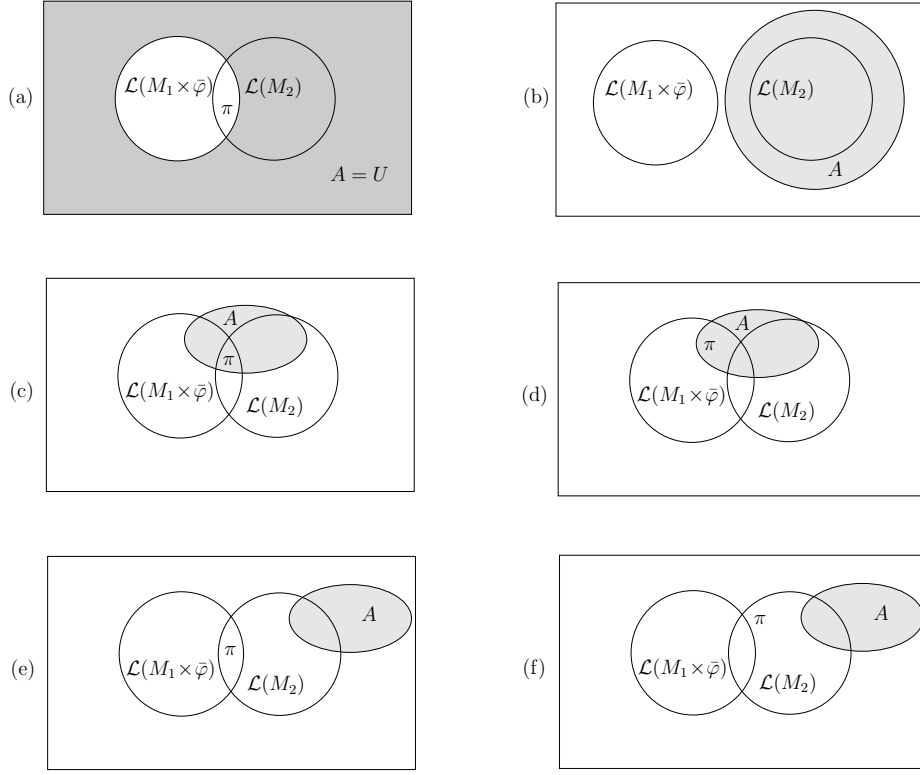 (a) ℒ(M₁×φ̄) ℒ(M₂)
π
A = U
(b) ℒ(M₁×φ̄) ℒ(M₂)
A
(c) A
π
ℒ(M₁×φ̄) ℒ(M₂)
(d) A
π
ℒ(M₁×φ̄) ℒ(M₂)
(e) A
π
ℒ(M₁×φ̄) ℒ(M₂)
(f) π A
ℒ(M₁×φ̄) ℒ(M₂)